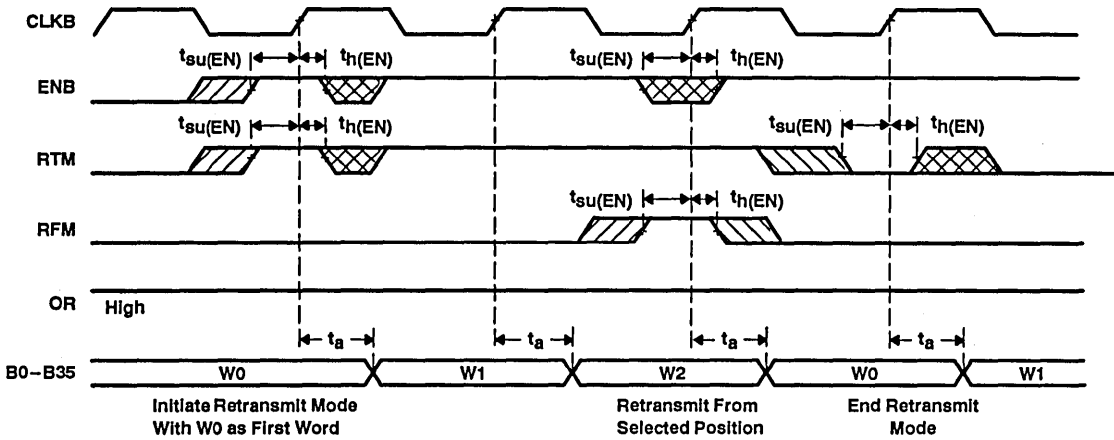 CLKB
tsu(EN) th(EN) tsu(EN) th(EN)
ENB
tsu(EN) th(EN) tsu(EN) th(EN)
RTM
tsu(EN) th(EN)
RFM
OR High
ta ta ta ta
B0–B35 W0 W1 W2 W0 W1
Initiate Retransmit Mode
With W0 as First Word
Retransmit From
Selected Position
End Retransmit
Mode